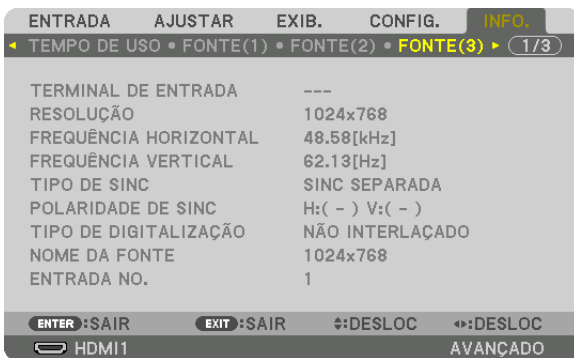 ENTRADA AJUSTAR EXIB. CONFIG. INFO.
◄ TEMPO DE USO • FONTE(1) • FONTE(2) • FONTE(3) ► 1/3
TERMINAL DE ENTRADA ---
RESOLUÇÃO 1024x768
FREQUÊNCIA HORIZONTAL 48.58[kHz]
FREQUÊNCIA VERTICAL 62.13[Hz]
TIPO DE SINC SINC SEPARADA
POLARIDADE DE SINC H:( - ) V:( - )
TIPO DE DIGITALIZAÇÃO NÃO INTERLAÇADO
NOME DA FONTE 1024x768
ENTRADA NO. 1
ENTER :SAIR EXIT :SAIR ♦:DESLOC ◄►:DESLOC
HDMI1 AVANÇADO